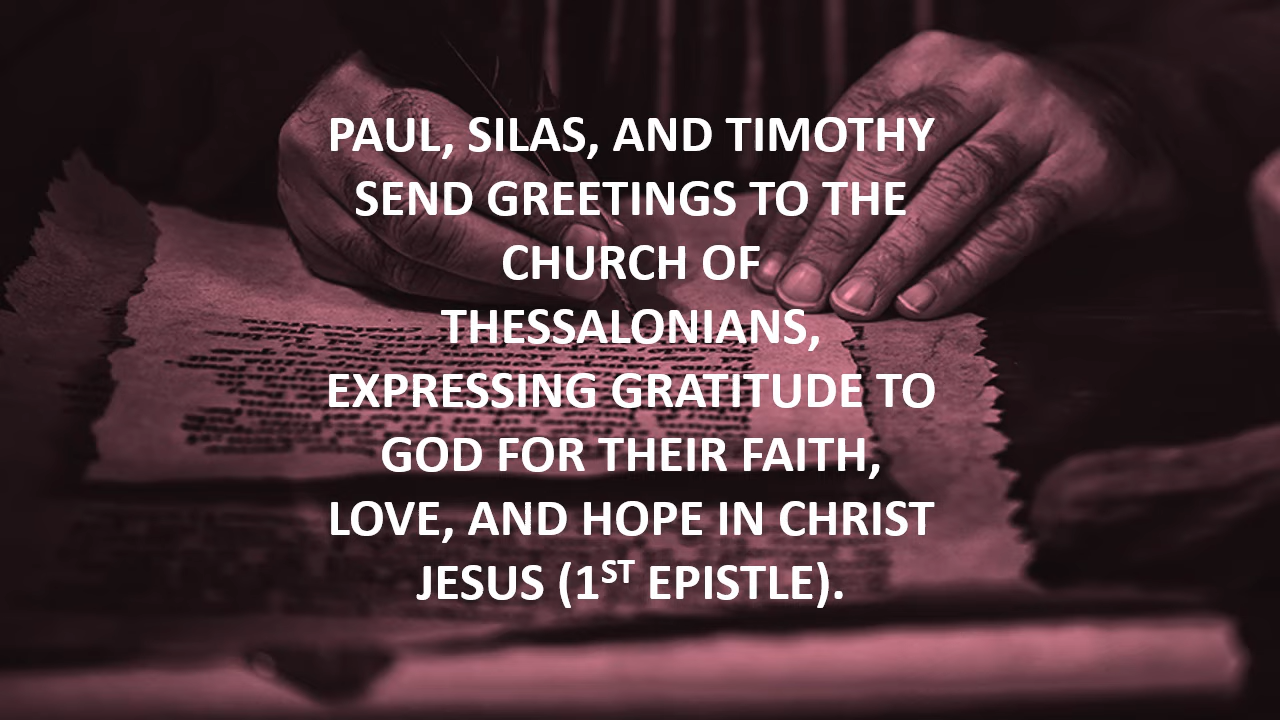 PAUL, SILAS, AND TIMOTHY
SEND GREETINGS TO THE
CHURCH OF
THESSALONIANS,
EXPRESSING GRATITUDE TO
GOD FOR THEIR FAITH,
LOVE, AND HOPE IN CHRIST
JESUS (1ST EPISTLE).